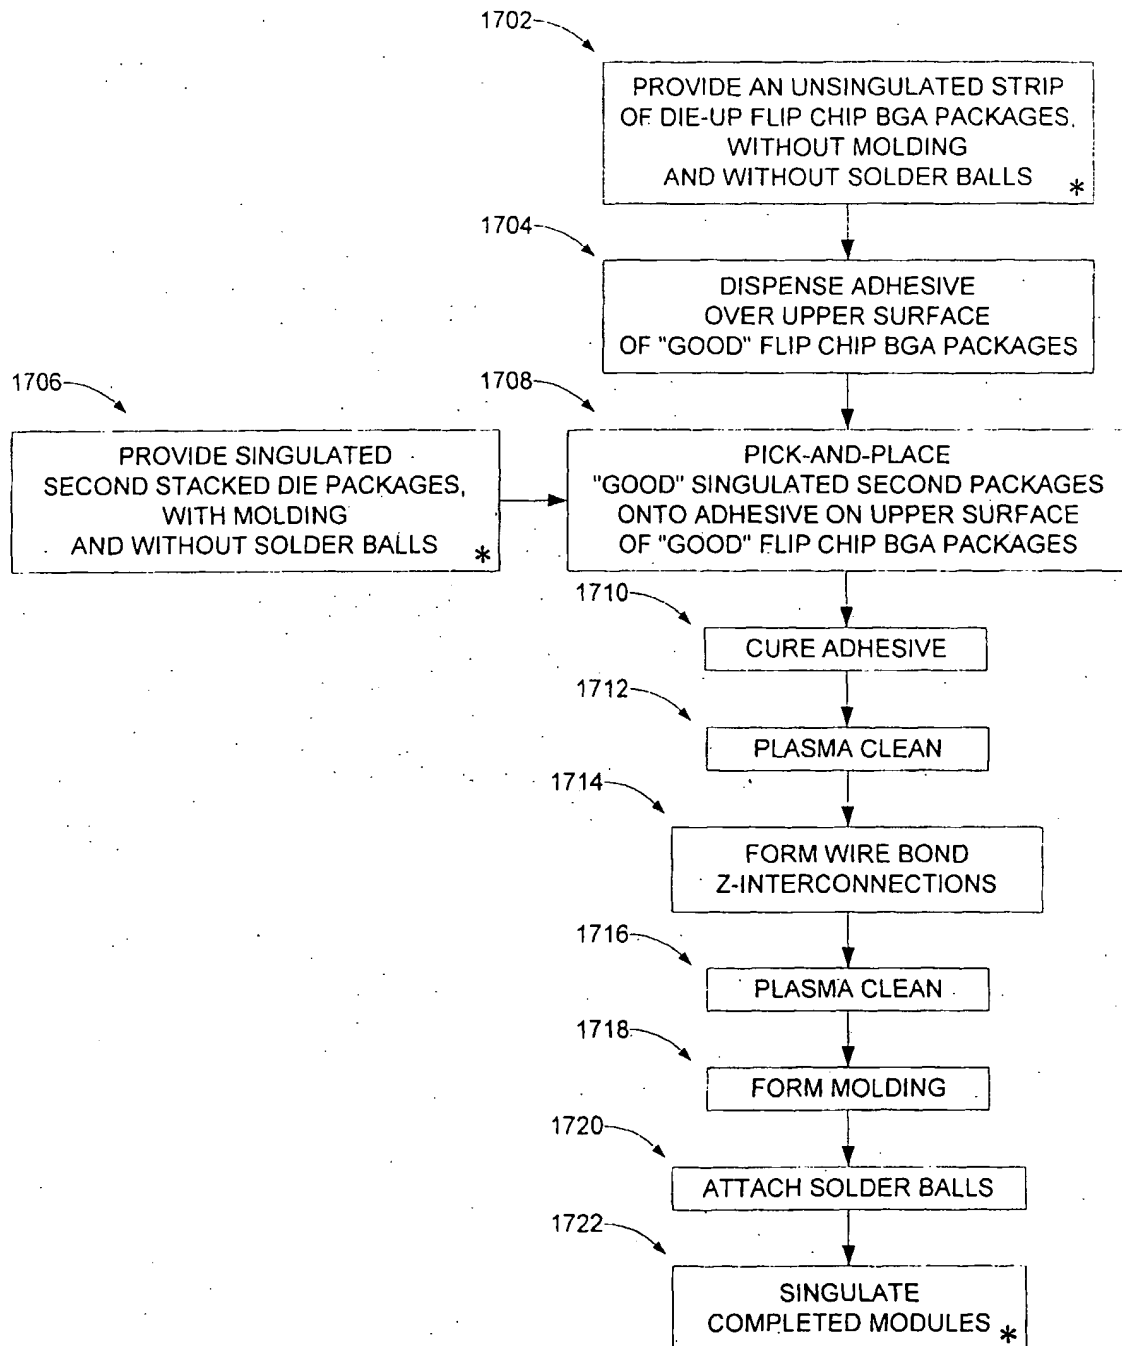 1702
PROVIDE AN UNSINGULATED STRIP
OF DIE-UP FLIP CHIP BGA PACKAGES,
WITHOUT MOLDING
AND WITHOUT SOLDER BALLS *
1704
DISPENSE ADHESIVE
OVER UPPER SURFACE
OF "GOOD" FLIP CHIP BGA PACKAGES
1706
PROVIDE SINGULATED
SECOND STACKED DIE PACKAGES,
WITH MOLDING
AND WITHOUT SOLDER BALLS *
1708
PICK-AND-PLACE
"GOOD" SINGULATED SECOND PACKAGES
ONTO ADHESIVE ON UPPER SURFACE
OF "GOOD" FLIP CHIP BGA PACKAGES
1710
CURE ADHESIVE
1712
PLASMA CLEAN
1714
FORM WIRE BOND
Z-INTERCONNECTIONS
1716
PLASMA CLEAN
1718
FORM MOLDING
1720
ATTACH SOLDER BALLS
1722
SINGULATE
COMPLETED MODULES *